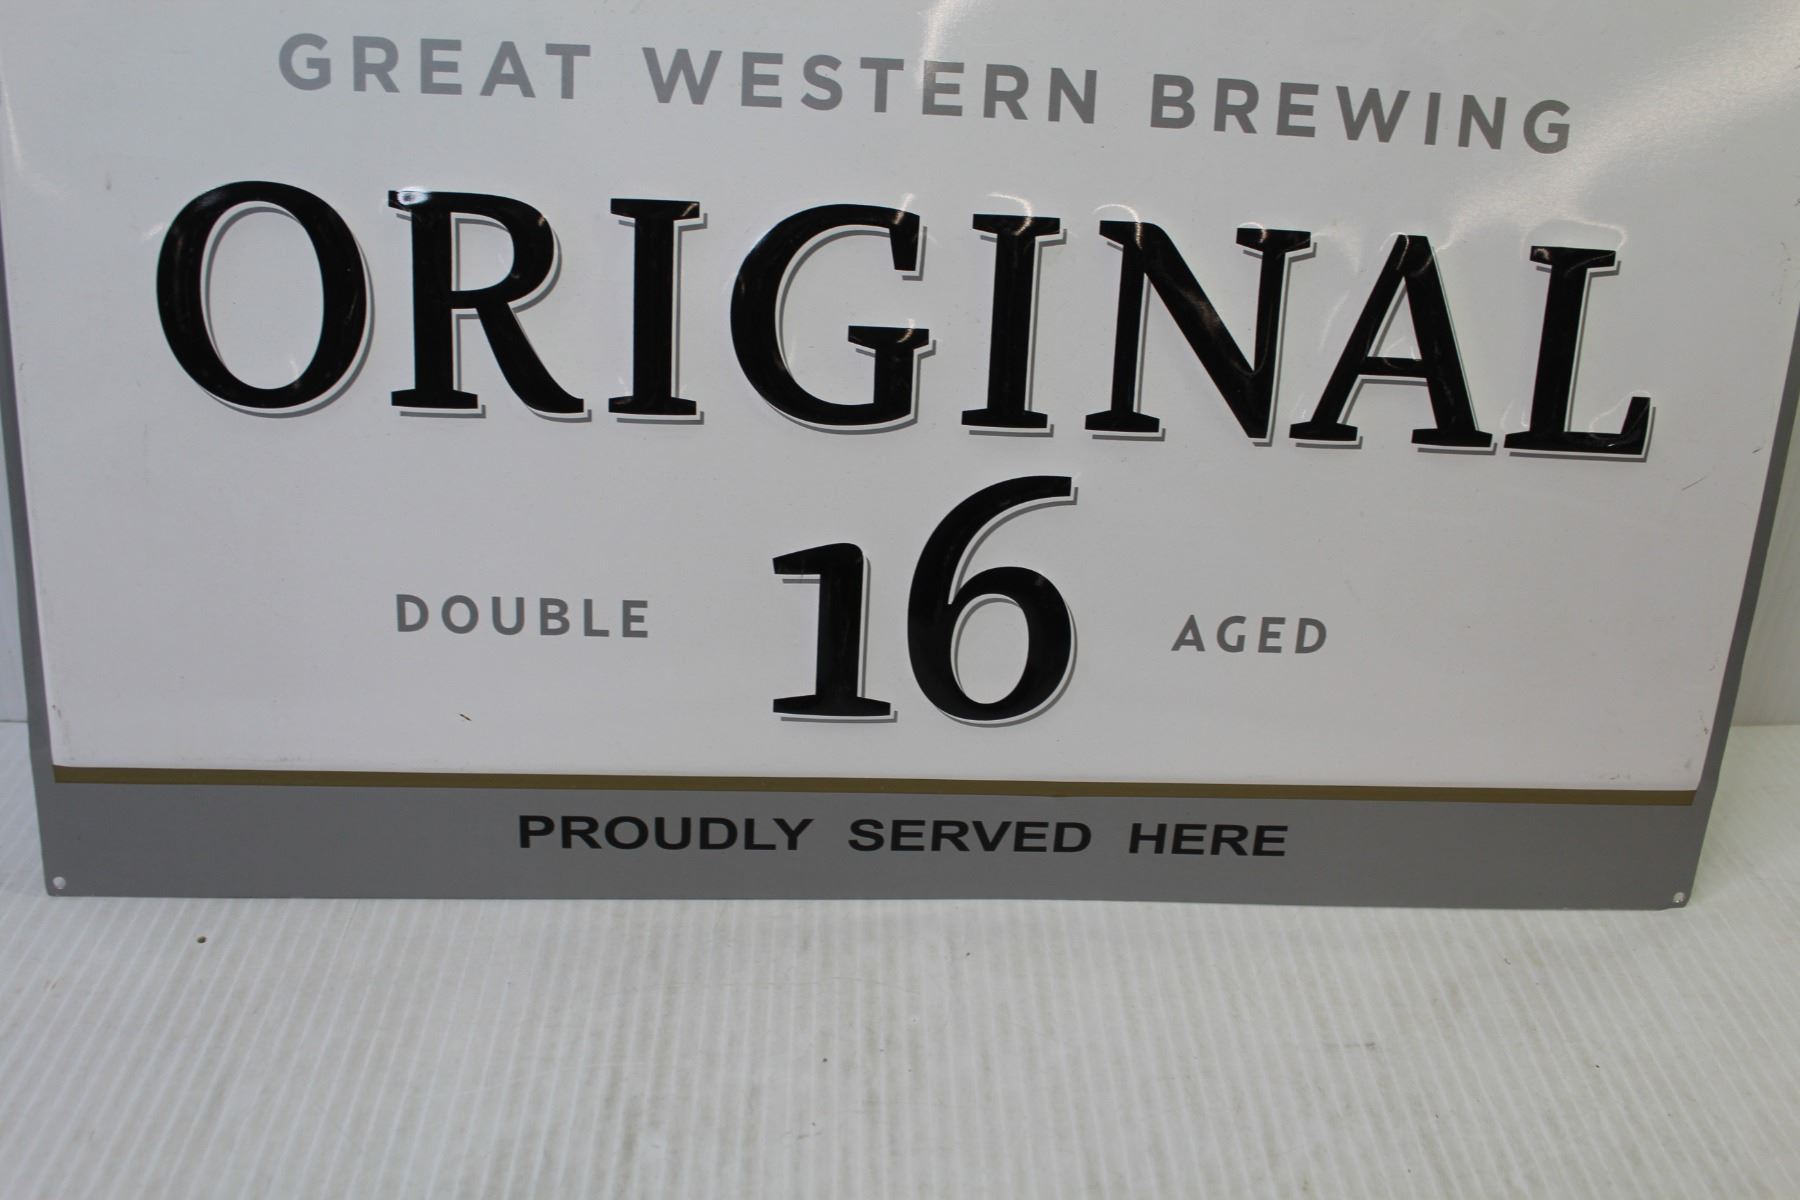 GREAT WESTERN BREWING
ORIGINAL
16
DOUBLE AGED
PROUDLY SERVED HERE